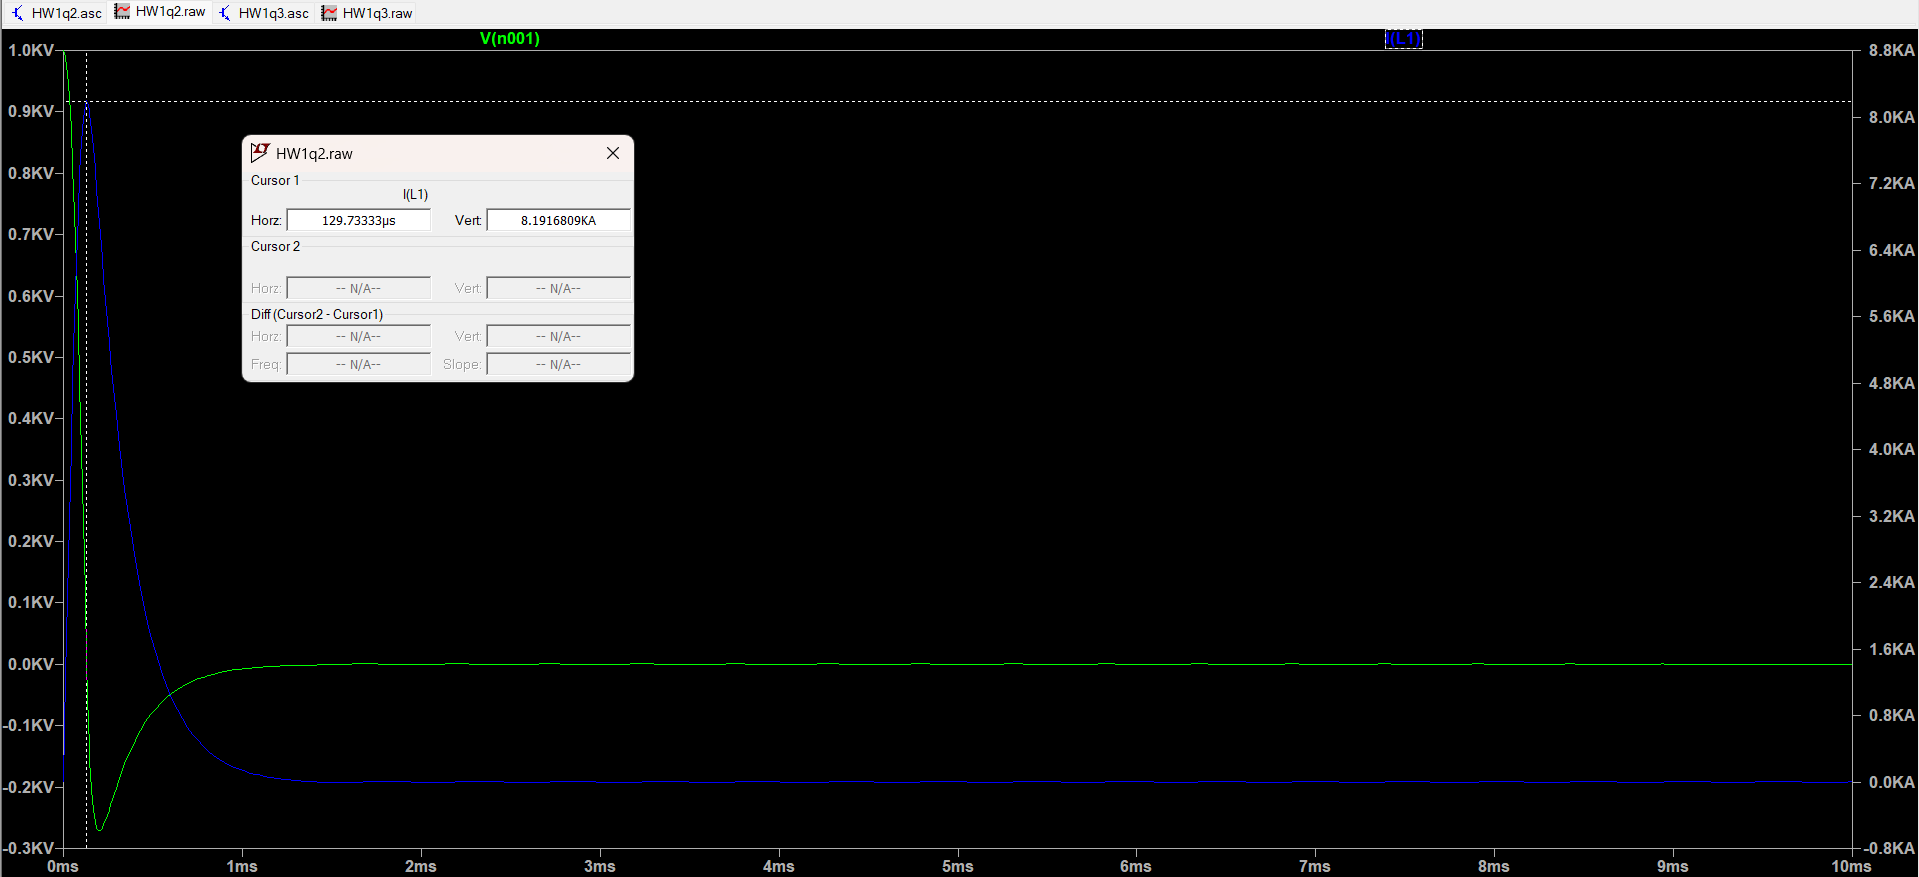 HW1q2.asc HW1q2.raw HW1q3.asc HW1q3.raw
V(n001) I(L1)
1.0KV
0.9KV
0.8KV
0.7KV
0.6KV
0.5KV
0.4KV
0.3KV
0.2KV
0.1KV
0.0KV
-0.1KV
-0.2KV
-0.3KV
8.8KA
8.0KA
7.2KA
6.4KA
5.6KA
4.8KA
4.0KA
3.2KA
2.4KA
1.6KA
0.8KA
0.0KA
-0.8KA
HW1q2.raw
Cursor 1
I(L1)
Horz: 129.73333µs Vert: 8.1916809KA
Cursor 2
Horz: -- N/A-- Vert: -- N/A--
Diff (Cursor2 - Cursor1)
Horz: -- N/A-- Vert: -- N/A--
Freq: -- N/A-- Slope: -- N/A--
0ms 1ms 2ms 3ms 4ms 5ms 6ms 7ms 8ms 9ms 10ms